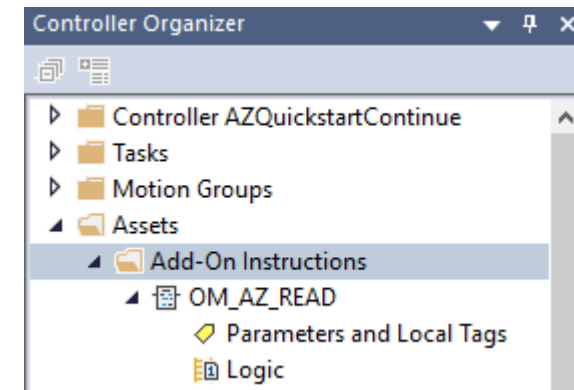 Controller Organizer
Controller AZQuickstartContinue
Tasks
Motion Groups
Assets
Add-On Instructions
OM_AZ_READ
Parameters and Local Tags
Logic